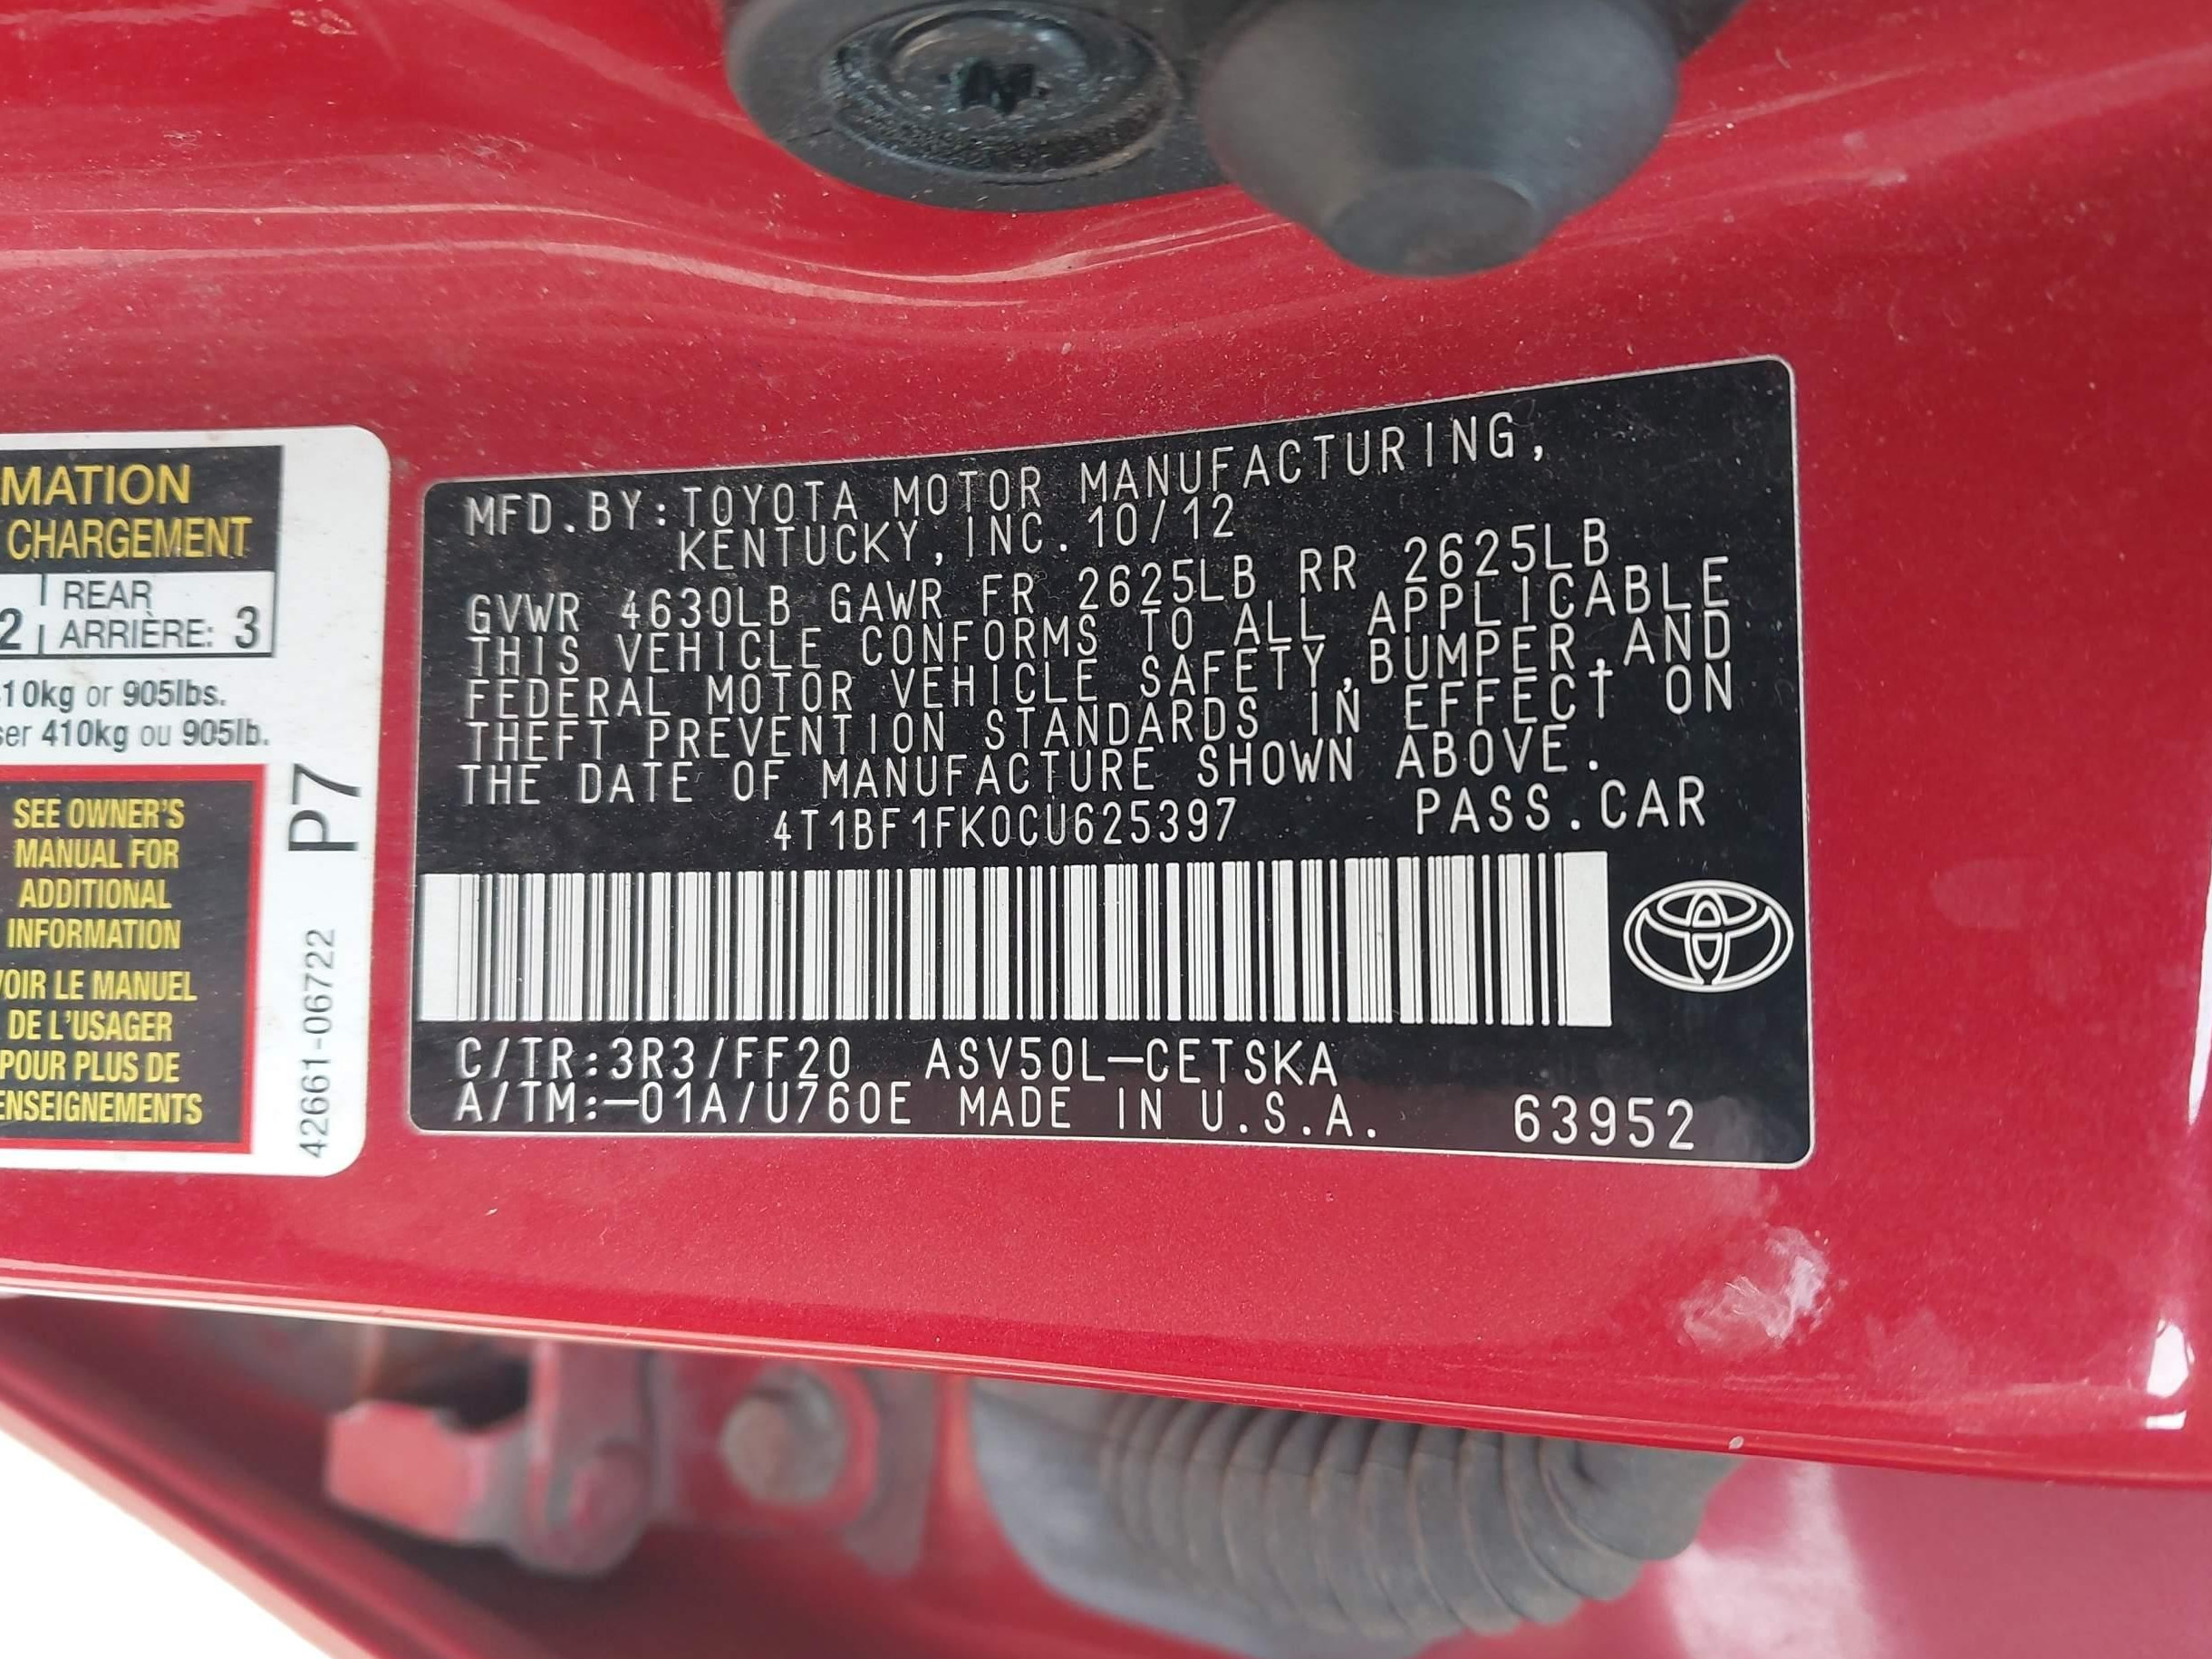 MATION
CHARGEMENT
2 REAR
ARRIÈRE: 3
10kg or 905lbs.
ser 410kg ou 905lb.
SEE OWNER'S
MANUAL FOR
ADDITIONAL
INFORMATION
VOIR LE MANUEL
DE L'USAGER
POUR PLUS DE
ENSEIGNEMENTS
P7
42661-06722
MFD.BY:TOYOTA MOTOR MANUFACTURING,
KENTUCKY,INC.10/12
GVWR 4630LB GAWR FR 2625LB RR 2625LB
THIS VEHICLE CONFORMS TO ALL APPLICABLE
FEDERAL MOTOR VEHICLE SAFETY,BUMPER,AND
THEFT PREVENTION STANDARDS IN EFFECT ON
THE DATE OF MANUFACTURE SHOWN ABOVE.
4T1BF1FK0CU625397 PASS.CAR
C/TR:3R3/FF20 ASV50L-CETSKA
A/TM:-01A/U760E MADE IN U.S.A. 63952